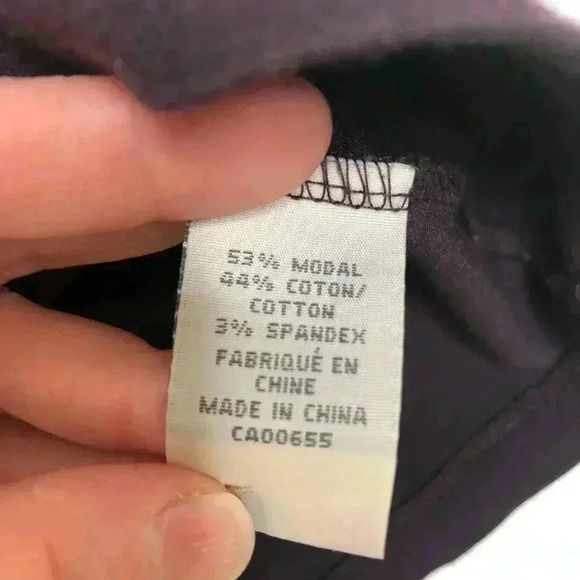 53% MODAL
44% COTON/
COTTON
3% SPANDEX
FABRIQUÉ EN
CHINE
MADE IN CHINA
CA00655